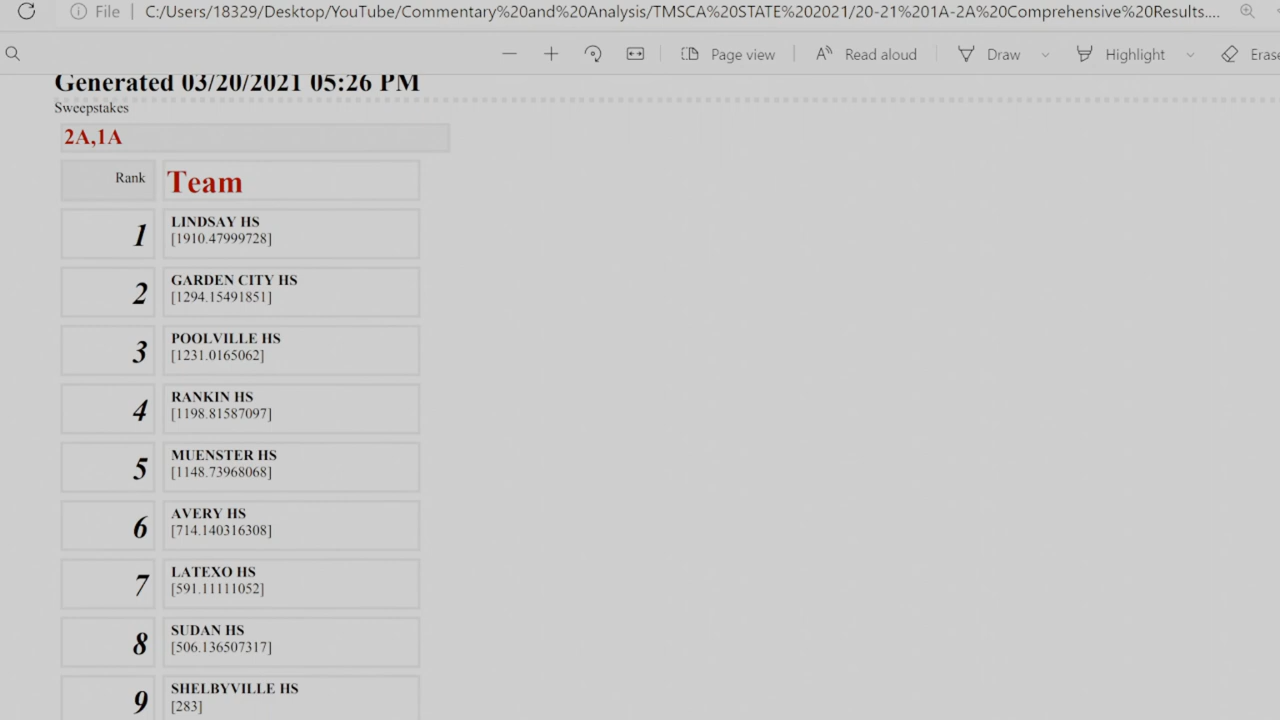 File C:/Users/18329/Desktop/YouTube/Commentary%20and%20Analysis/TMSCA%20STATE%202021/20-21%201A-2A%20Comprehensive%20Results....
Page view Read aloud Draw Highlight Erase
Generated 03/20/2021 05:26 PM
Sweepstakes
2A,1A
Rank Team
1 LINDSAY HS
[1910.47999728]
2 GARDEN CITY HS
[1294.15491851]
3 POOLVILLE HS
[1231.0165062]
4 RANKIN HS
[1198.81587097]
5 MUENSTER HS
[1148.73968068]
6 AVERY HS
[714.140316308]
7 LATEXO HS
[591.11111052]
8 SUDAN HS
[506.136507317]
9 SHELBYVILLE HS
[283]